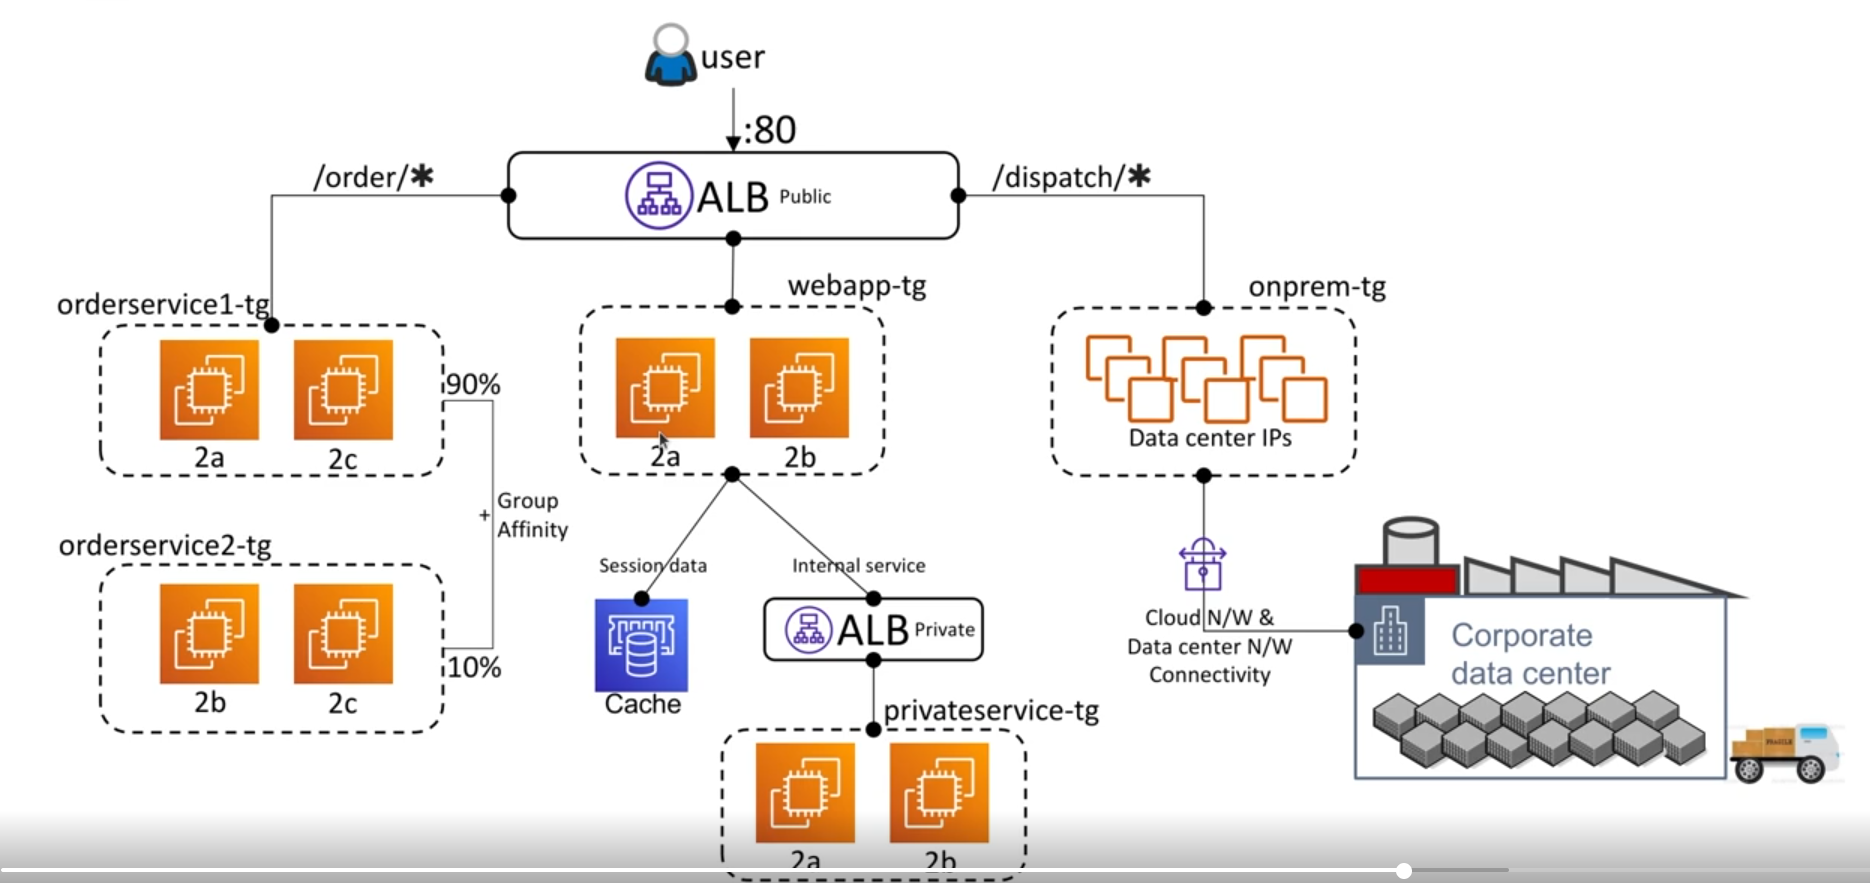 user
:80
/order/*
ALB Public
/dispatch/*
orderservice1-tg
webapp-tg
onprem-tg
90%
2a
2c
2a
2b
Data center IPs
Group
Affinity
+
orderservice2-tg
Session data
Internal service
2b
2c
10%
Cache
ALB Private
Cloud N/W &
Data center N/W
Connectivity
Corporate
data center
FRAGILE
privateservice-tg
2a
2b